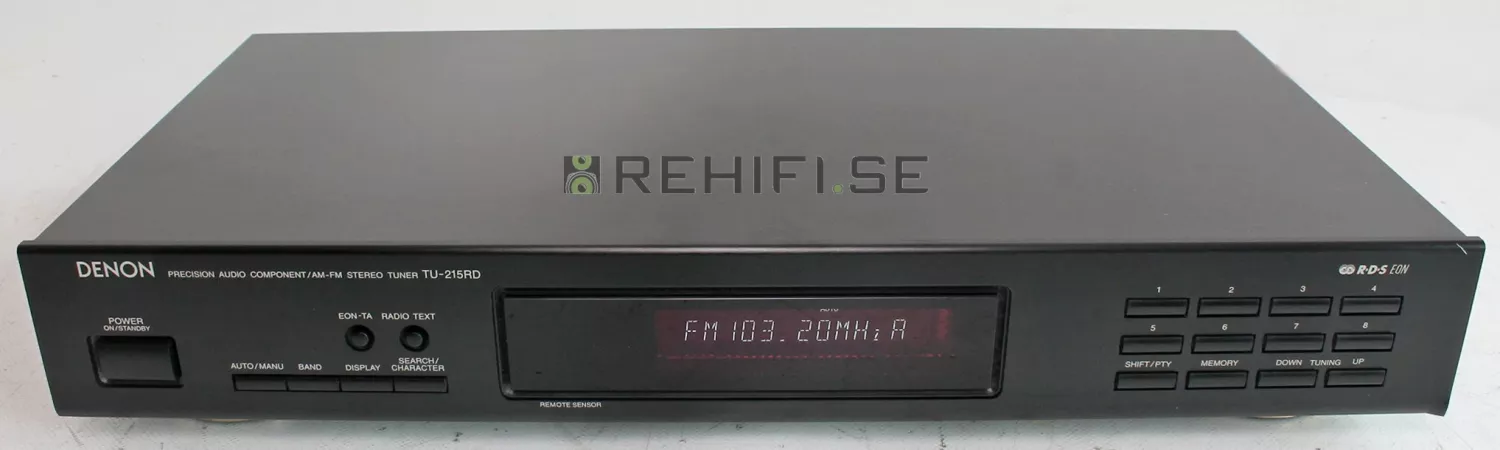 REHIFI.SE
DENON PRECISION AUDIO COMPONENT/AM-FM STEREO TUNER TU-215RD
R·D·S EON
POWER
ON/STANDBY
EON-TA RADIO TEXT
AUTO/MANU BAND DISPLAY SEARCH/
CHARACTER
AUTO
FM 103.20MHz A
REMOTE SENSOR
1 2 3 4
5 6 7 8
SHIFT/PTY MEMORY DOWN TUNING UP